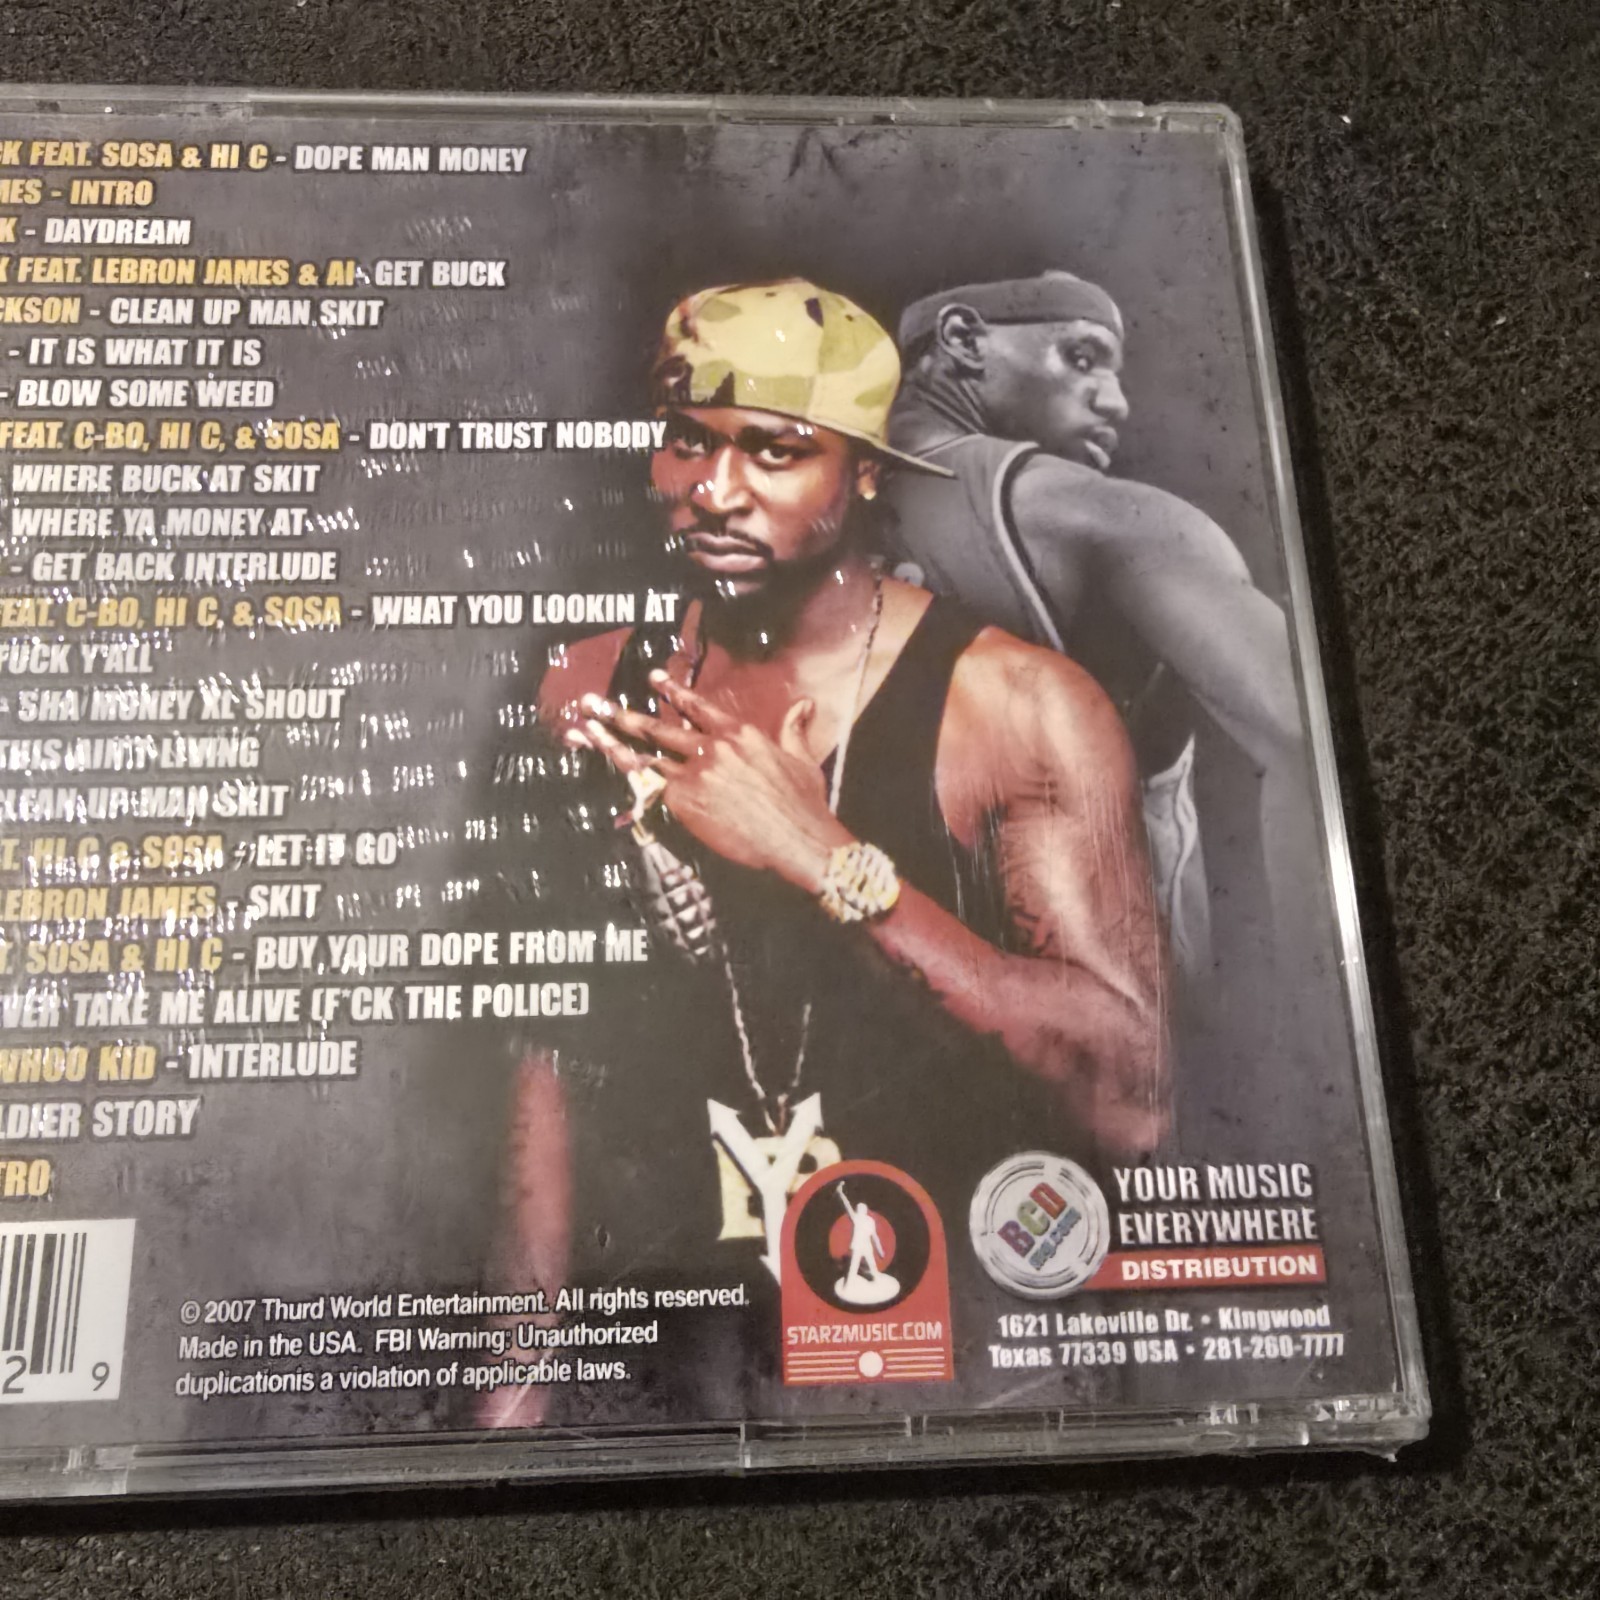 CK FEAT. SOSA & HI C - DOPE MAN MONEY
MES - INTRO
K - DAYDREAM
K FEAT. LEBRON JAMES & AI - GET BUCK
CKSON - CLEAN UP MAN SKIT
- IT IS WHAT IT IS
- BLOW SOME WEED
FEAT. C-BO, HI C, & SOSA - DON'T TRUST NOBODY
WHERE BUCK AT SKIT
WHERE YA MONEY AT
- GET BACK INTERLUDE
FEAT. C-BO, HI C, & SOSA - WHAT YOU LOOKIN AT
FUCK Y'ALL
- SHA MONEY XL SHOUT
THIS AIN'T LIVING
CLEAN UP MAN SKIT
T. HI C & SOSA - LET IT GO
LEBRON JAMES - SKIT
T. SOSA & HI C - BUY YOUR DOPE FROM ME
VER TAKE ME ALIVE (F*CK THE POLICE)
WHOO KID - INTERLUDE
LDIER STORY
TRO
2 9
© 2007 Thurd World Entertainment. All rights reserved.
Made in the USA. FBI Warning: Unauthorized
duplicationis a violation of applicable laws.
Y
STARZMUSIC.COM
BCD
YOUR MUSIC
EVERYWHERE
DISTRIBUTION
1621 Lakeville Dr. • Kingwood
Texas 77339 USA • 281-260-7777